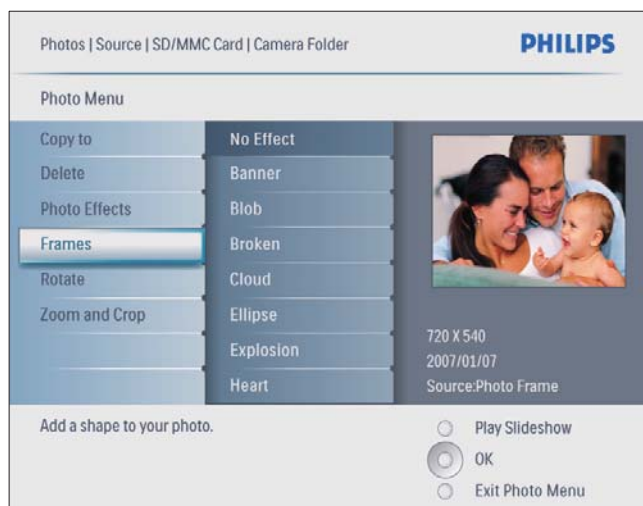 Photos | Source | SD/MMC Card | Camera Folder
PHILIPS
Photo Menu
Copy to
Delete
Photo Effects
Frames
Rotate
Zoom and Crop
No Effect
Banner
Blob
Broken
Cloud
Ellipse
Explosion
Heart
720 X 540
2007/01/07
Source:Photo Frame
Add a shape to your photo.
Play Slideshow
OK
Exit Photo Menu